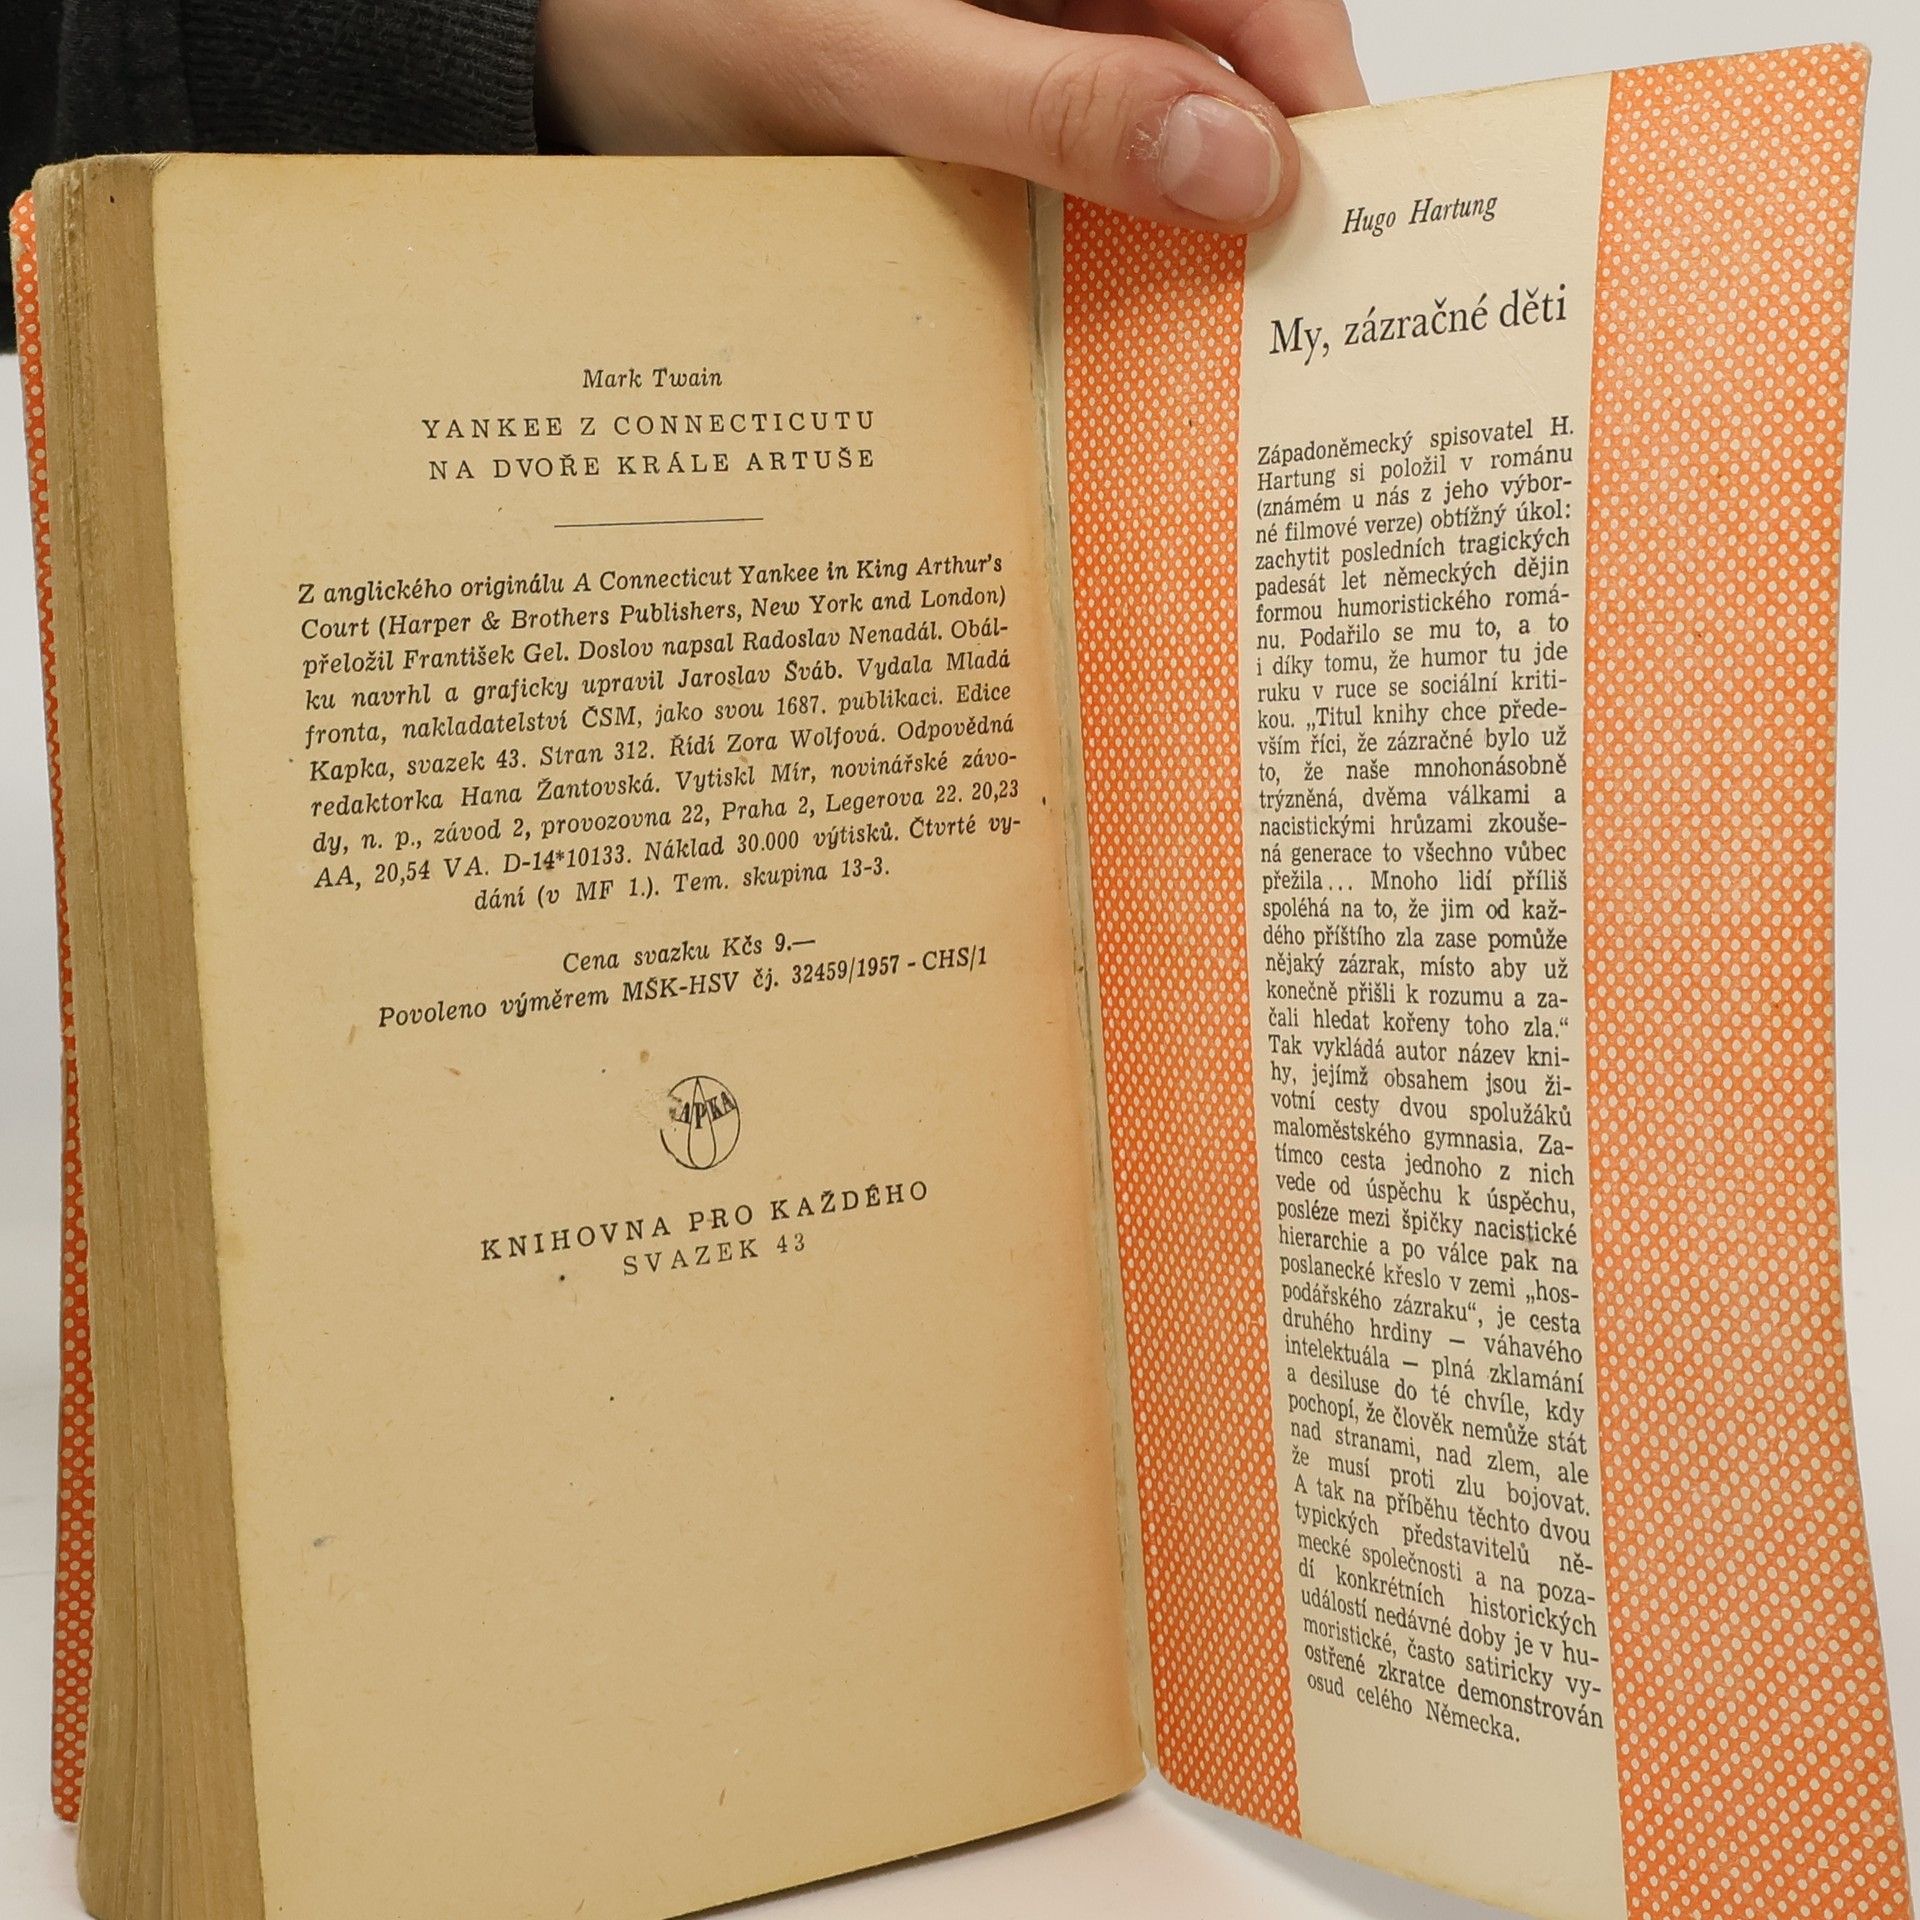 Mark Twain
YANKEE Z CONNECTICUTU
NA DVOŘE KRÁLE ARTUŠE
Z anglického originálu A Connecticut Yankee in King Arthur's
Court (Harper & Brothers Publishers, New York and London)
přeložil František Gel. Doslov napsal Radoslav Nenadál. Obál-
ku navrhl a graficky upravil Jaroslav Šváb. Vydala Mladá
fronta, nakladatelství ČSM, jako svou 1687. publikaci. Edice
Kapka, svazek 43. Stran 312. Řídí Zora Wolfová. Odpovědná
redaktorka Hana Žantovská. Vytiskl Mír, novinářské závo-
dy, n. p., závod 2, provozovna 22, Praha 2, Legerova 22. 20,23
AA, 20,54 VA. D-14*10133. Náklad 30.000 výtisků. Čtvrté vy-
dání (v MF 1.). Tem. skupina 13-3.
Cena svazku Kčs 9.—
Povoleno výměrem MŠK-HSV čj. 32459/1957 - CHS/1
KAPKA
KNIHOVNA PRO KAŽDÉHO
SVAZEK 43
Hugo Hartung
My, zázračné děti
Západoněmecký spisovatel H.
Hartung si položil v románu
(známém u nás z jeho výbor-
né filmové verze) obtížný úkol:
zachytit posledních tragických
padesát let německých dějin
formou humoristického romá-
nu. Podařilo se mu to, a to
i díky tomu, že humor tu jde
ruku v ruce se sociální kriti-
kou. „Titul knihy chce přede-
vším říci, že zázračné bylo už
to, že naše mnohonásobně
trýzněná, dvěma válkami a
nacistickými hrůzami zkouše-
ná generace to všechno vůbec
přežila... Mnoho lidí příliš
spoléhá na to, že jim od kaž-
dého příštího zla zase pomůže
nějaký zázrak, místo aby už
konečně přišli k rozumu a za-
čali hledat kořeny toho zla.“
Tak vykládá autor název kni-
hy, jejímž obsahem jsou ži-
votní cesty dvou spolužáků
maloměstského gymnasia. Za-
tímco cesta jednoho z nich
vede od úspěchu k úspěchu,
posléze mezi špičky nacistické
hierarchie a po válce pak na
poslanecké křeslo v zemi „hos-
podářského zázraku“, je cesta
druhého hrdiny — váhavého
intelektuála — plná zklamání
a desiluse do té chvíle, kdy
pochopí, že člověk nemůže stát
nad stranami, nad zlem, ale
že musí proti zlu bojovat.
A tak na příběhu těchto dvou
typických představitelů ně-
mecké společnosti a na poza-
dí konkrétních historických
událostí nedávné doby je v hu-
moristické, často satiricky vy-
ostřené zkratce demonstrován
osud celého Německa.